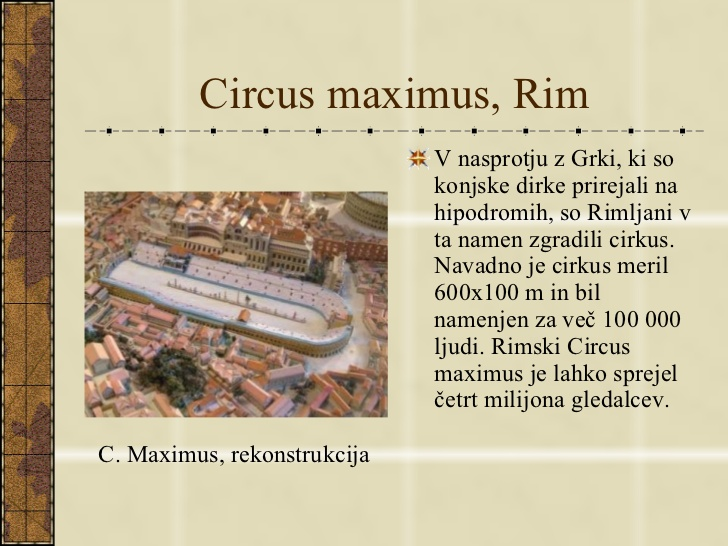 Circus maximus, Rim
V nasprotju z Grki, ki so
konjske dirke prirejali na
hipodromih, so Rimljani v
ta namen zgradili cirkus.
Navadno je cirkus meril
600x100 m in bil
namenjen za več 100 000
ljudi. Rimski Circus
maximus je lahko sprejel
četrt milijona gledalcev.
C. Maximus, rekonstrukcija